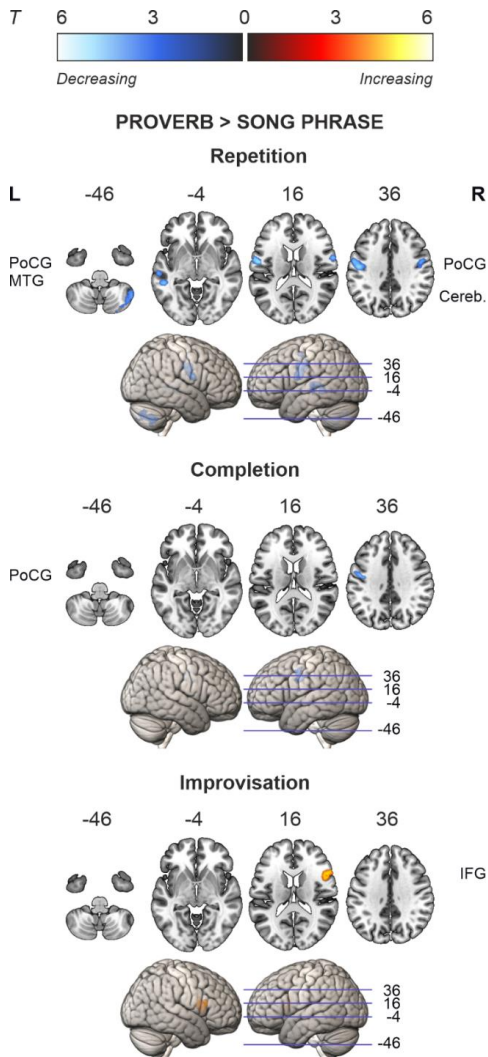 T 6 3 0 3 6
Decreasing Increasing
PROVERB > SONG PHRASE
Repetition
L -46 -4 16 36 R
PoCG PoCG
MTG
Cereb.
36
16
-4
-46
Completion
-46 -4 16 36
PoCG
36
16
-4
-46
Improvisation
-46 -4 16 36
IFG
36
16
-4
-46